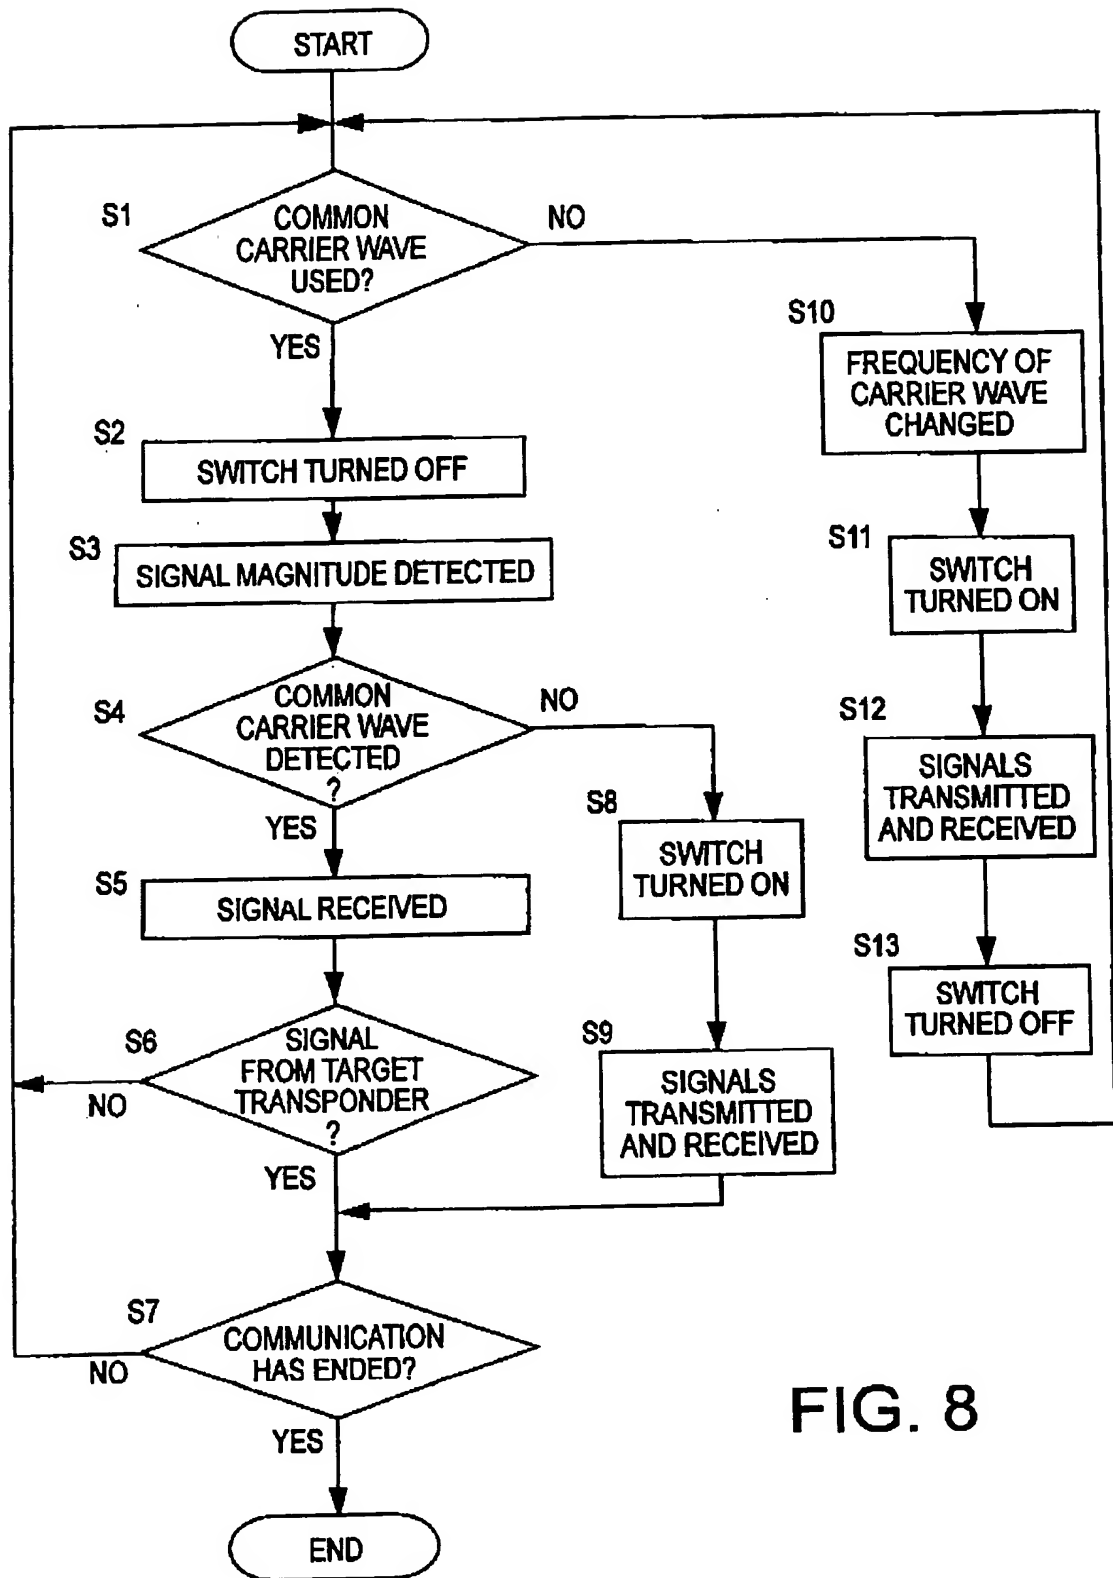 START
S1
COMMON
CARRIER WAVE
USED?
NO
YES
S10
FREQUENCY OF
CARRIER WAVE
CHANGED
S2
SWITCH TURNED OFF
S3
SIGNAL MAGNITUDE DETECTED
S11
SWITCH
TURNED ON
S4
COMMON
CARRIER WAVE
DETECTED
?
NO
YES
S12
SIGNALS
TRANSMITTED
AND RECEIVED
S8
SWITCH
TURNED ON
S5
SIGNAL RECEIVED
S13
SWITCH
TURNED OFF
S6
SIGNAL
FROM TARGET
TRANSPONDER
?
NO
YES
S9
SIGNALS
TRANSMITTED
AND RECEIVED
S7
COMMUNICATION
HAS ENDED?
NO
YES
END
FIG. 8